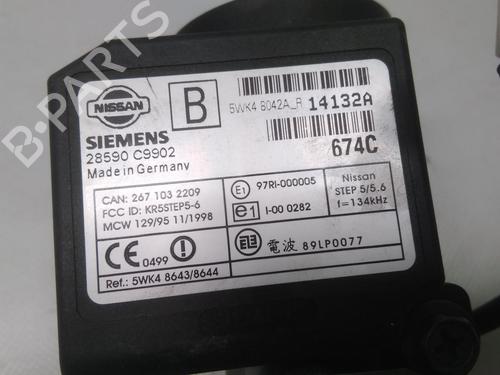 NISSAN
B
5WK4 8042A_R 14132A
SIEMENS
28590 C9902
Made in Germany
674C
CAN: 267 103 2209
FCC ID: KR5STEP5-6
MCW 129/95 11/1998
E1 97RI-000005
e1 I-00 0282
Nissan
STEP 5/5.6
f=134kHz
CE 0499
電波 89LP0077
Ref.: 5WK4 8643/8644
B-PARTS